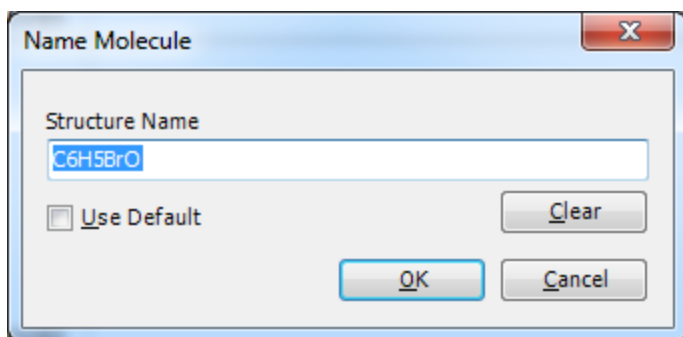 Name Molecule
Structure Name
C6H5BrO
Use Default
Clear
OK
Cancel